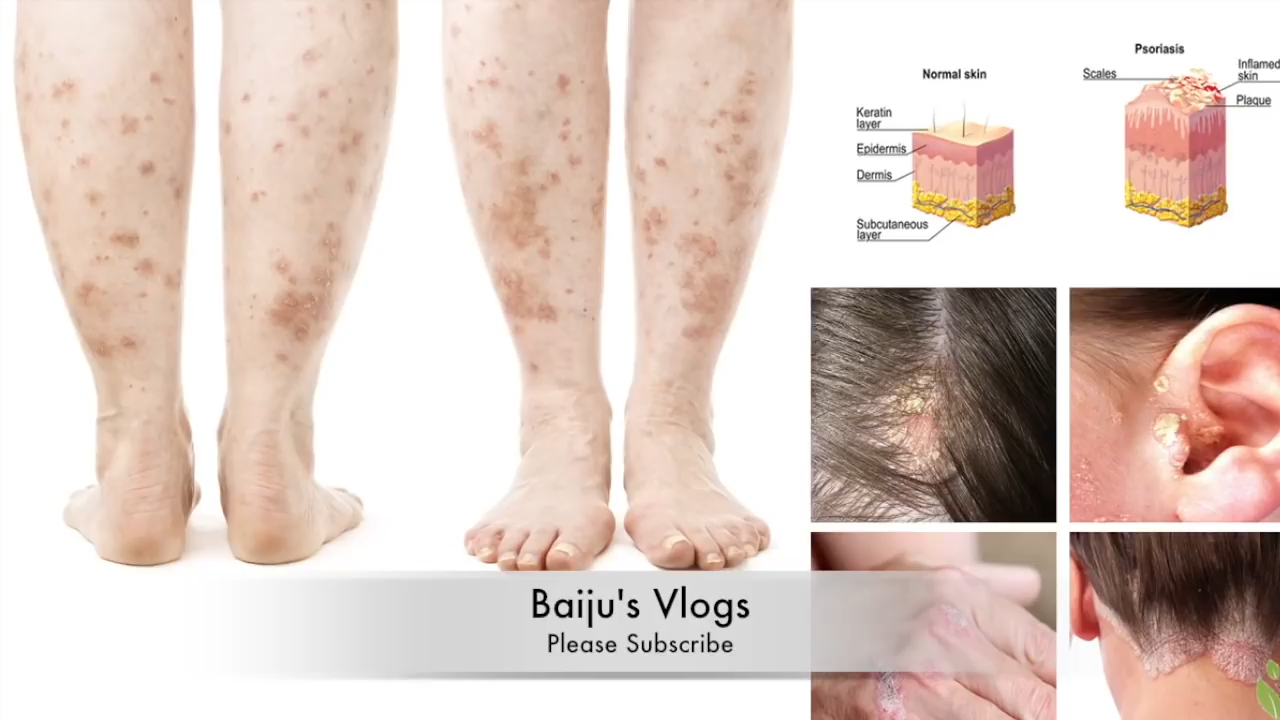 Psoriasis
Normal skin
Scales
Inflamed
skin
Plaque
Keratin
layer
Epidermis
Dermis
Subcutaneous
layer
Baiju's Vlogs
Please Subscribe